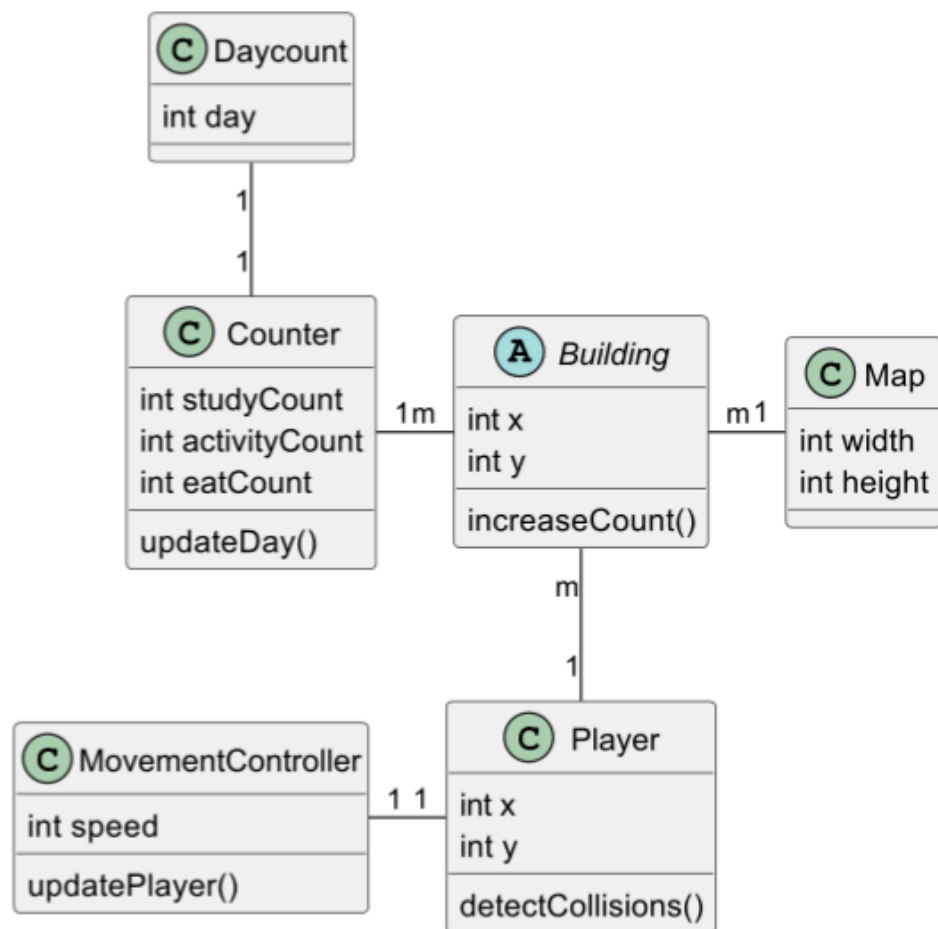 C Daycount
int day
1
1
C Counter
int studyCount
int activityCount
int eatCount
updateDay()
1m
A Building
int x
int y
increaseCount()
m1
C Map
int width
int height
m
1
C MovementController
int speed
updatePlayer()
1 1
C Player
int x
int y
detectCollisions()